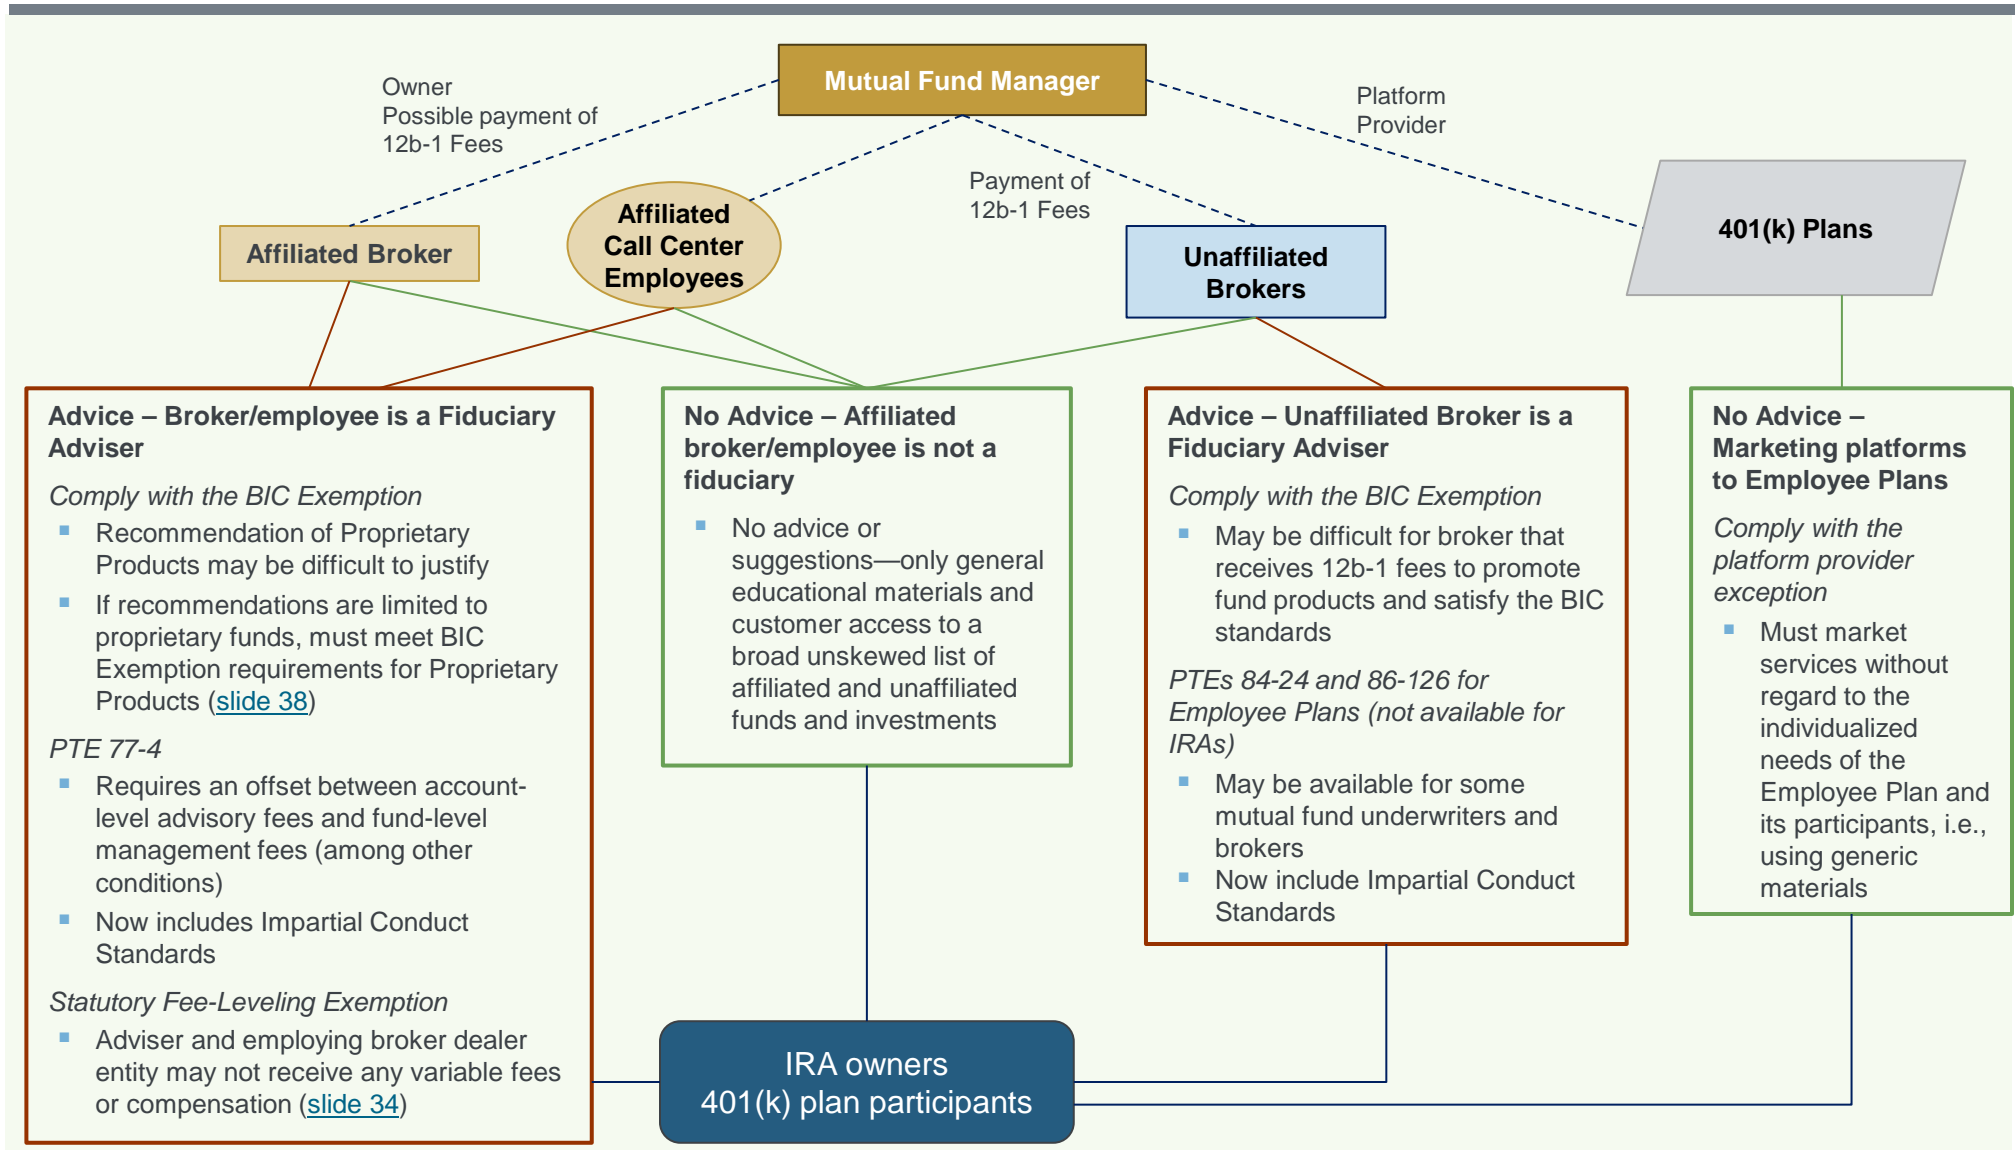 Mutual Fund Manager
Owner
Possible payment of
12b-1 Fees
Platform
Provider
Payment of
12b-1 Fees
Affiliated Broker
Affiliated
Call Center
Employees
Unaffiliated
Brokers
401(k) Plans
Advice – Broker/employee is a Fiduciary
Adviser
Comply with the BIC Exemption
Recommendation of Proprietary
Products may be difficult to justify
If recommendations are limited to
proprietary funds, must meet BIC
Exemption requirements for Proprietary
Products (slide 38)
PTE 77-4
Requires an offset between account-
level advisory fees and fund-level
management fees (among other
conditions)
Now includes Impartial Conduct
Standards
Statutory Fee-Leveling Exemption
Adviser and employing broker dealer
entity may not receive any variable fees
or compensation (slide 34)
No Advice – Affiliated
broker/employee is not a
fiduciary
No advice or
suggestions—only general
educational materials and
customer access to a
broad unskewed list of
affiliated and unaffiliated
funds and investments
Advice – Unaffiliated Broker is a
Fiduciary Adviser
Comply with the BIC Exemption
May be difficult for broker that
receives 12b-1 fees to promote
fund products and satisfy the BIC
standards
PTEs 84-24 and 86-126 for
Employee Plans (not available for
IRAs)
May be available for some
mutual fund underwriters and
brokers
Now include Impartial Conduct
Standards
No Advice –
Marketing platforms
to Employee Plans
Comply with the
platform provider
exception
Must market
services without
regard to the
individualized
needs of the
Employee Plan and
its participants, i.e.,
using generic
materials
IRA owners
401(k) plan participants